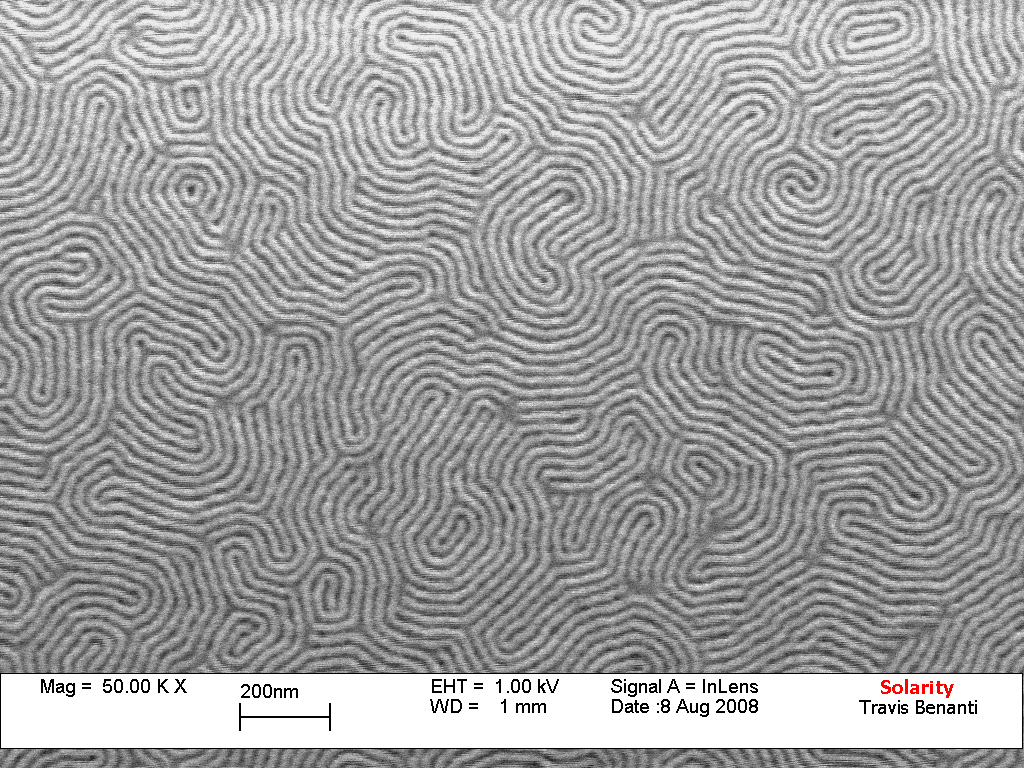 Mag = 50.00 K X
200nm
EHT = 1.00 kV
WD = 1 mm
Signal A = InLens
Date :8 Aug 2008
Solarity
Travis Benanti